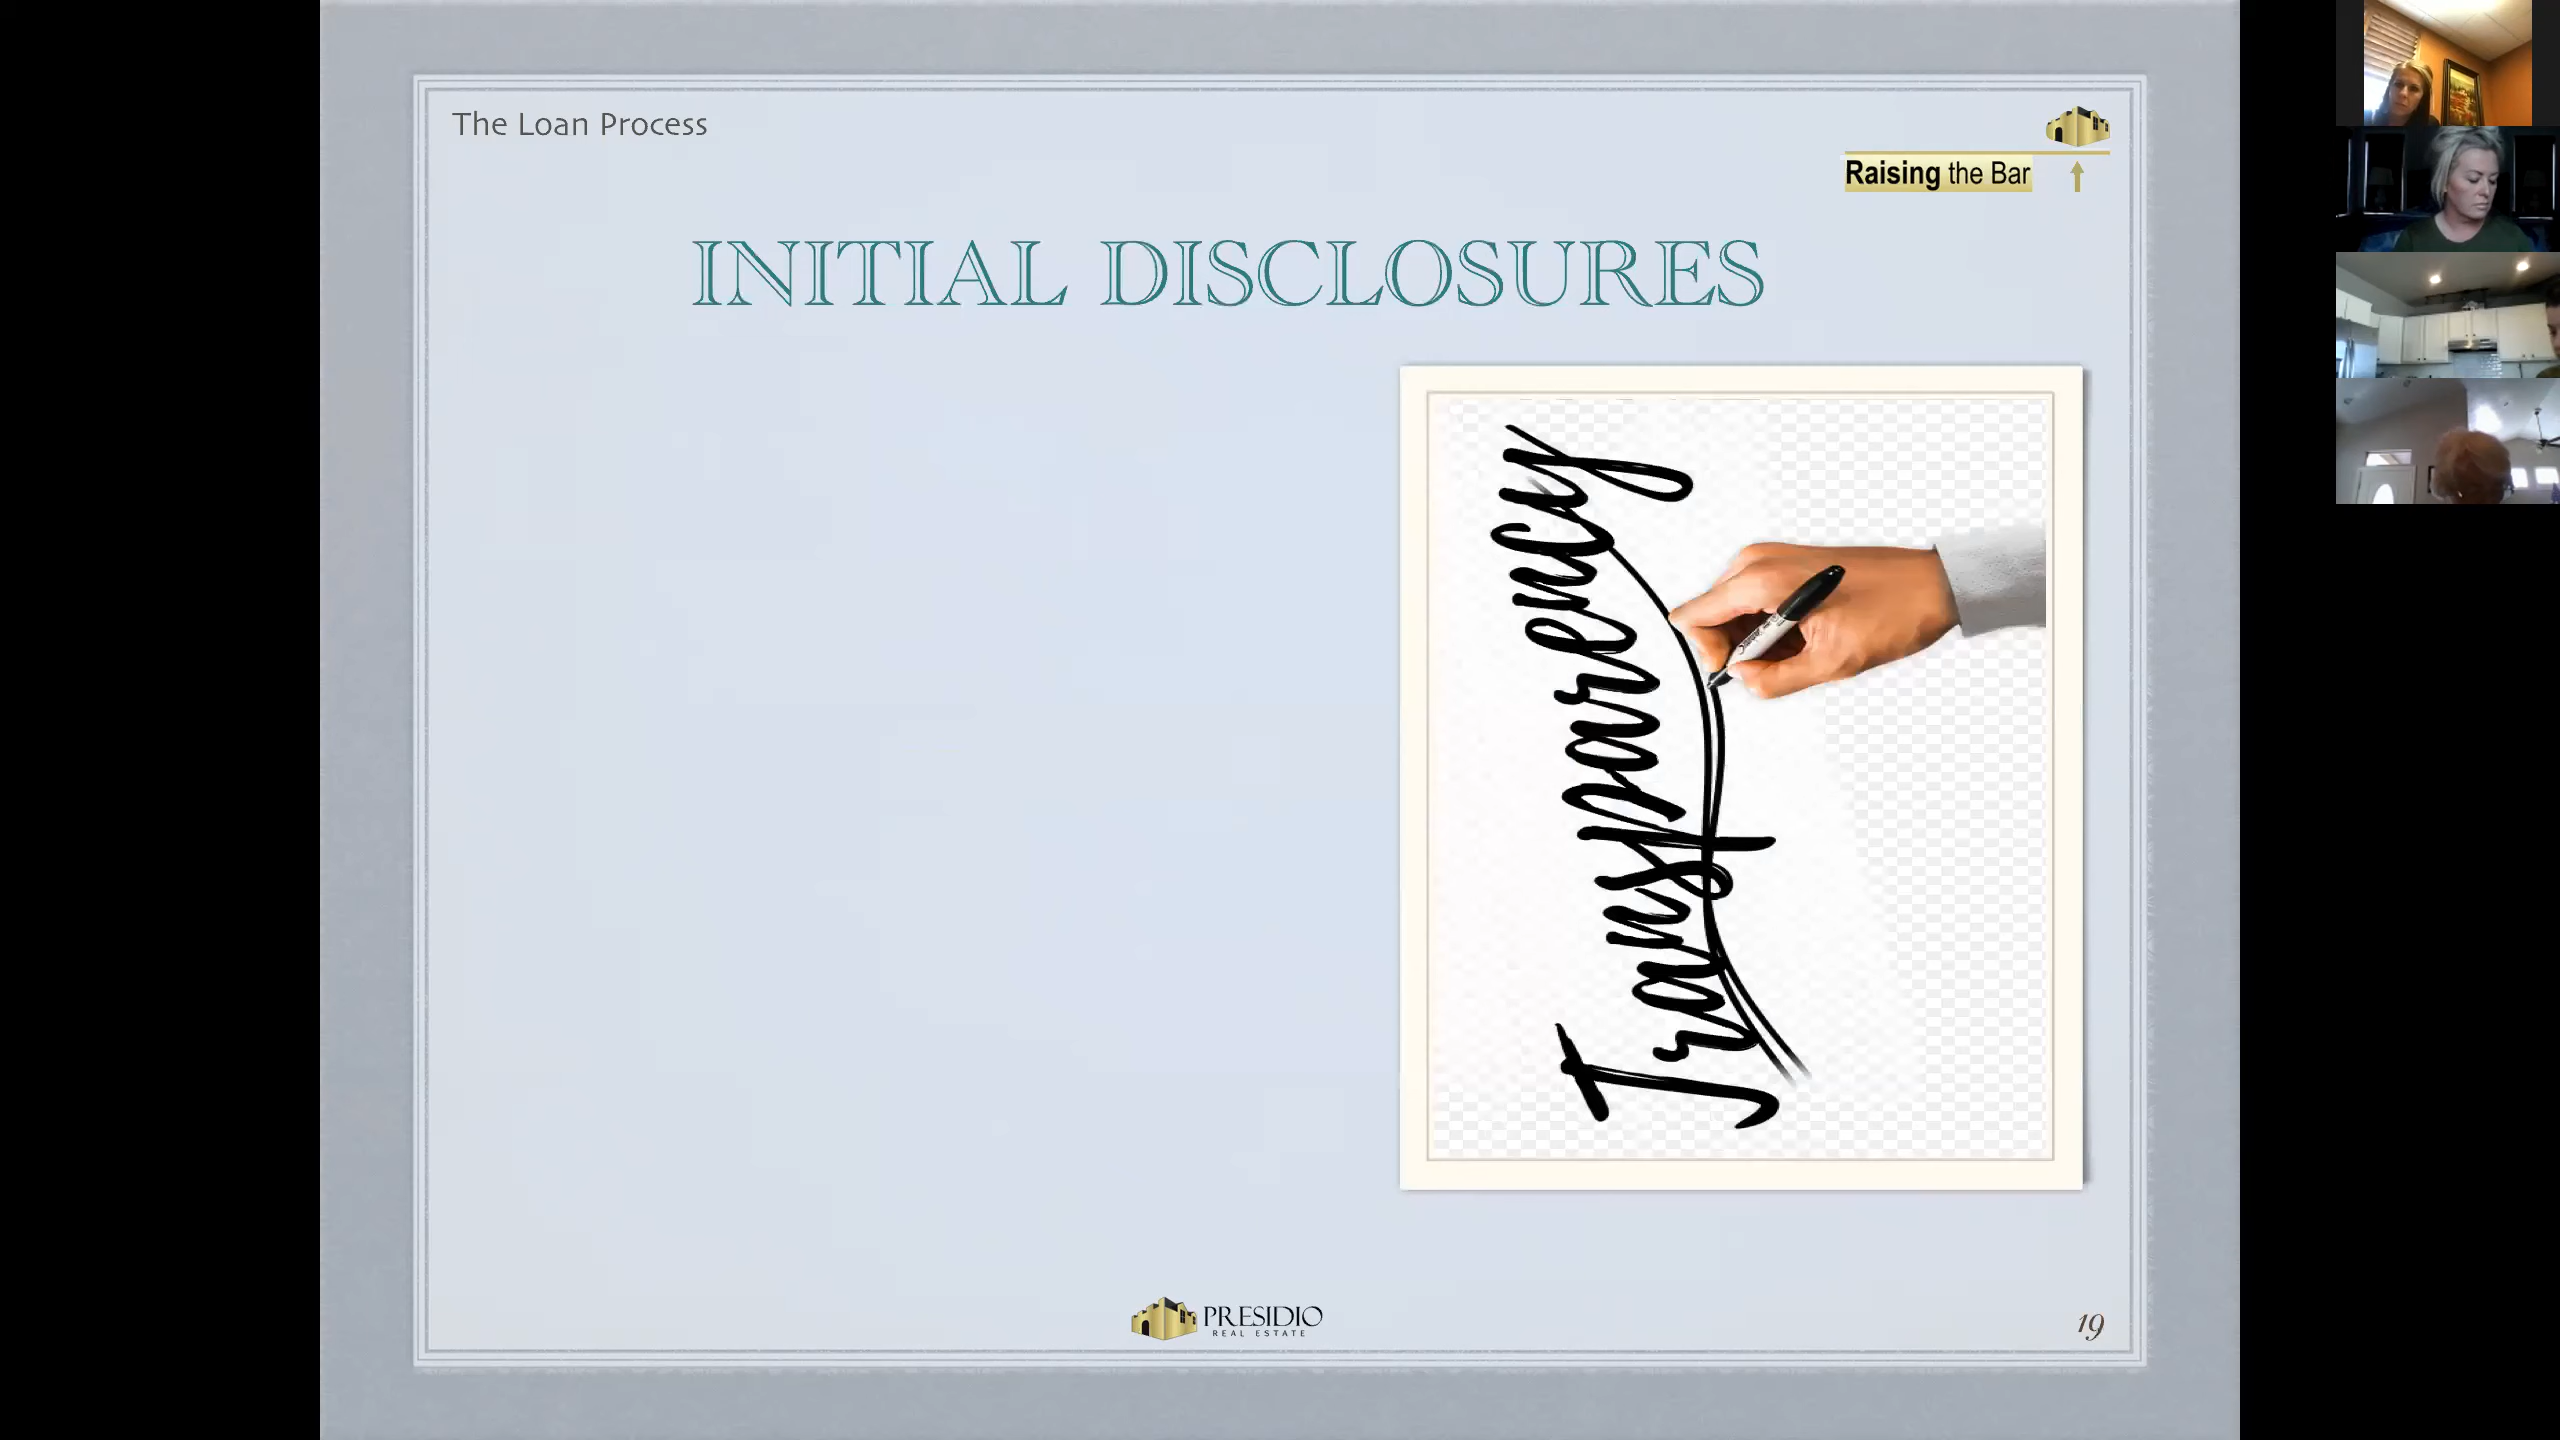 The Loan Process
Raising the Bar
INITIAL DISCLOSURES
Transparency
PRESIDIO
REAL ESTATE
19